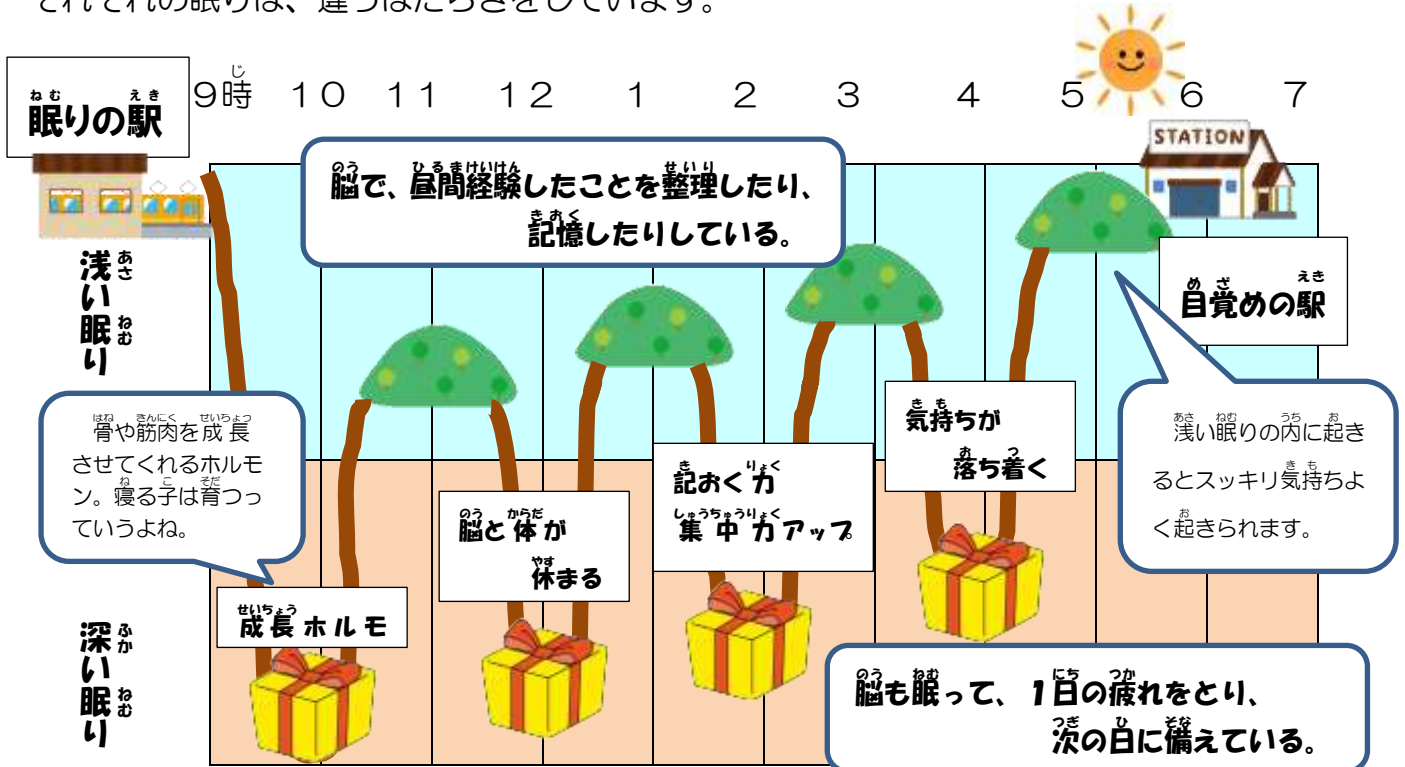 それぞれの眠りは、違うはたらきをしています。
9時 10 11 12 1 2 3 4 5 6 7
眠りの駅
STATION
脳で、昼間経験したことを整理したり、
記憶したりしている。
目覚めの駅
浅い眠り
骨や筋肉を成長
させてくれるホルモ
ン。寝る子は育つっ
ていうよね。
成長ホルモ
脳と体が
休まる
記おく力
集中力アップ
気持ちが
落ち着く
浅い眠りの内に起き
るとスッキリ気持ちよ
く起きられます。
深い眠り
脳も眠って、1日の疲れをとり、
次の日に備えている。